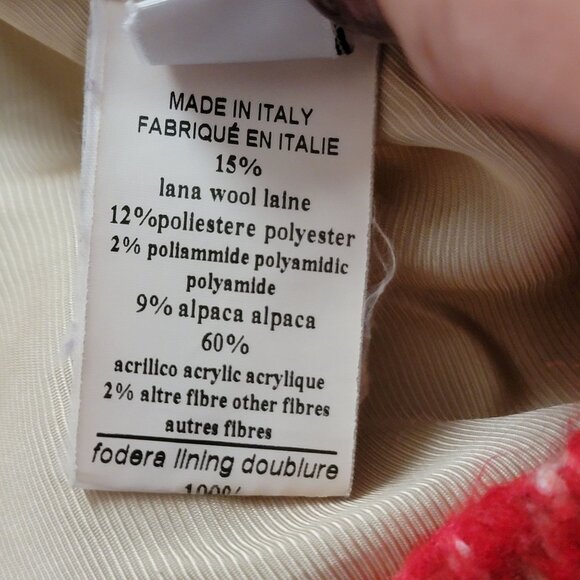 MADE IN ITALY
FABRIQUÉ EN ITALIE
15%
lana wool laine
12%poliestere polyester
2% poliammide polyamidic
polyamide
9% alpaca alpaca
60%
acrilico acrylic acrylique
2% altre fibre other fibres
autres fibres
fodera lining doublure
100%